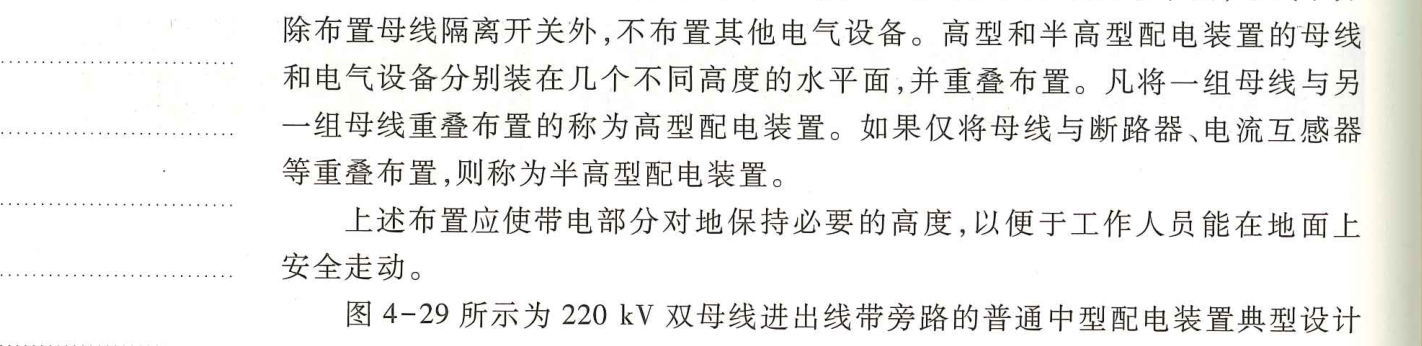 除布置母线隔离开关外,不布置其他电气设备。高型和半高型配电装置的母线
和电气设备分别装在几个不同高度的水平面,并重叠布置。凡将一组母线与另
一组母线重叠布置的称为高型配电装置。如果仅将母线与断路器、电流互感器
等重叠布置,则称为半高型配电装置。
上述布置应使带电部分对地保持必要的高度,以便于工作人员能在地面上
安全走动。
图 4-29 所示为 220 kV 双母线进出线带旁路的普通中型配电装置典型设计